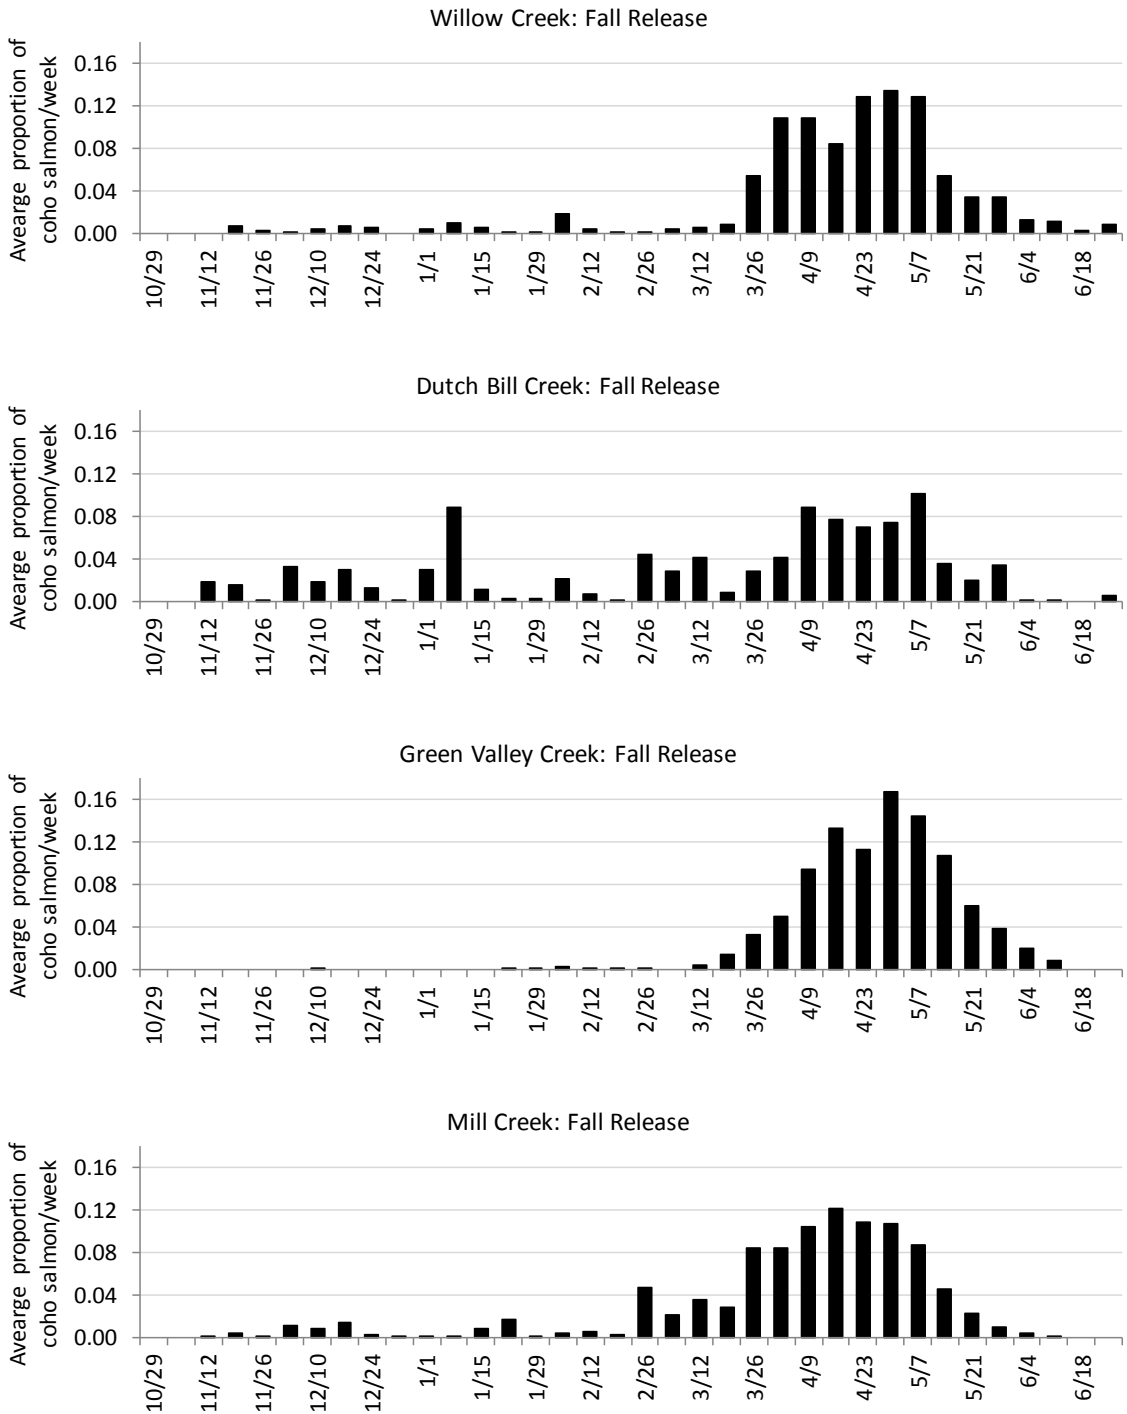 Willow Creek: Fall Release
Avearge proportion of
coho salmon/week
0.16
0.12
0.08
0.04
0.00
10/29 11/12 11/26 12/10 12/24 1/1 1/15 1/29 2/12 2/26 3/12 3/26 4/9 4/23 5/7 5/21 6/4 6/18
Dutch Bill Creek: Fall Release
Avearge proportion of
coho salmon/week
0.16
0.12
0.08
0.04
0.00
10/29 11/12 11/26 12/10 12/24 1/1 1/15 1/29 2/12 2/26 3/12 3/26 4/9 4/23 5/7 5/21 6/4 6/18
Green Valley Creek: Fall Release
Avearge proportion of
coho salmon/week
0.16
0.12
0.08
0.04
0.00
10/29 11/12 11/26 12/10 12/24 1/1 1/15 1/29 2/12 2/26 3/12 3/26 4/9 4/23 5/7 5/21 6/4 6/18
Mill Creek: Fall Release
Avearge proportion of
coho salmon/week
0.16
0.12
0.08
0.04
0.00
10/29 11/12 11/26 12/10 12/24 1/1 1/15 1/29 2/12 2/26 3/12 3/26 4/9 4/23 5/7 5/21 6/4 6/18